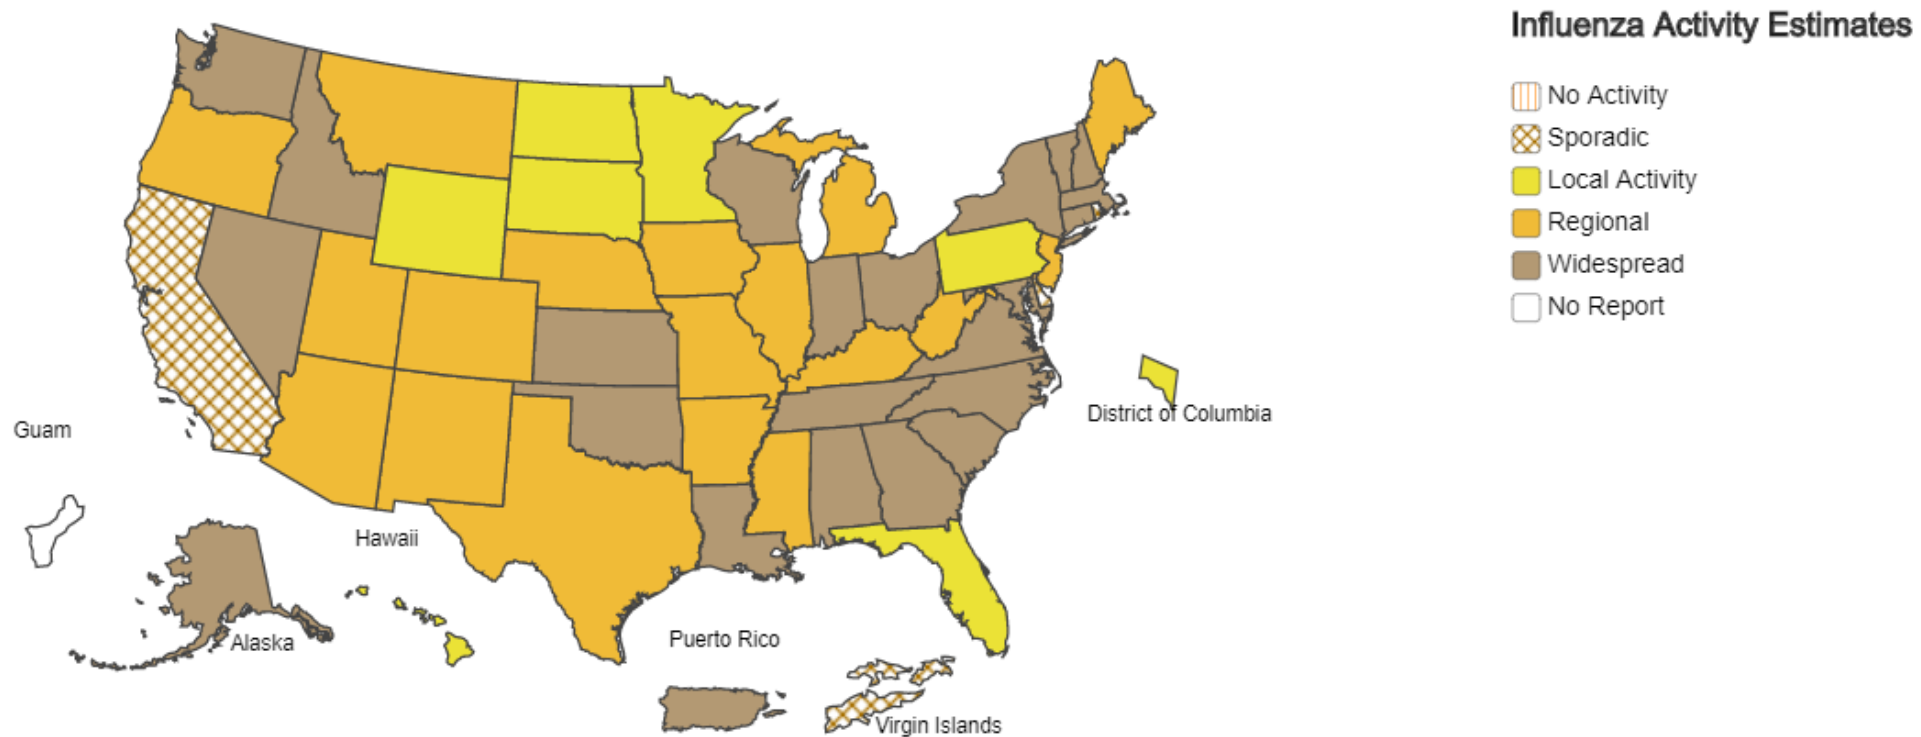 Influenza Activity Estimates
No Activity
Sporadic
Local Activity
Regional
Widespread
No Report
District of Columbia
Guam
Hawaii
Alaska
Puerto Rico
Virgin Islands